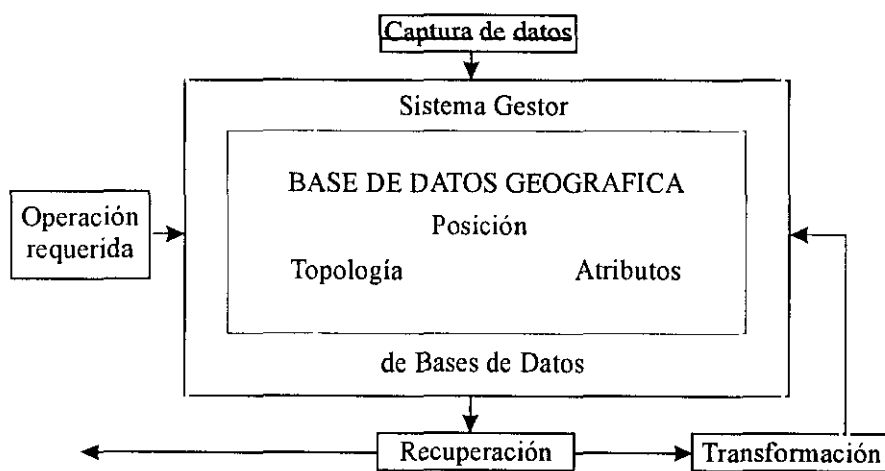 Captura de datos
Sistema Gestor
BASE DE DATOS GEOGRAFICA
Posición
Operación
requerida
Topología
Atributos
de Bases de Datos
Recuperación
Transformación